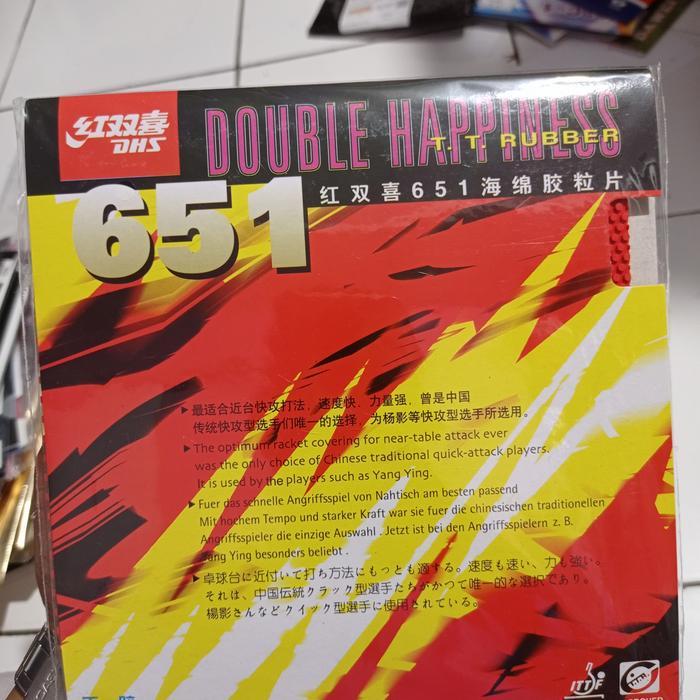 红双喜
DHS
DOUBLE HAPPINESS
T. T. RUBBER
651
红双喜651海绵胶粒片
▶最适合近台快攻打法，速度快、力量强，曾是中国
传统快攻型选手们唯一的选择，为杨影等快攻型选手所选用。
▶The optimum racket covering for near-table attack ever
was the only choice of Chinese traditional quick-attack players.
It is used by the players such as Yang Ying.
▶Fuer das schnelle Angriffsspiel von Nahtisch am besten passend
Mit hochem Tempo und starker Kraft war sie fuer die chinesischen traditionellen
Angriffsspieler die einzige Auswahl . Jetzt ist bei den Angriffsspielern z. B.
Yang Ying besonders beliebt .
▶卓球台に近付いて打ち方法にもっとも適する。速度も速い、力も強い。
それは、中国伝統クラック型選手たちがかつて唯一的な選択であり。
楊影さんなどクイック型選手に使用されている。
ITTF